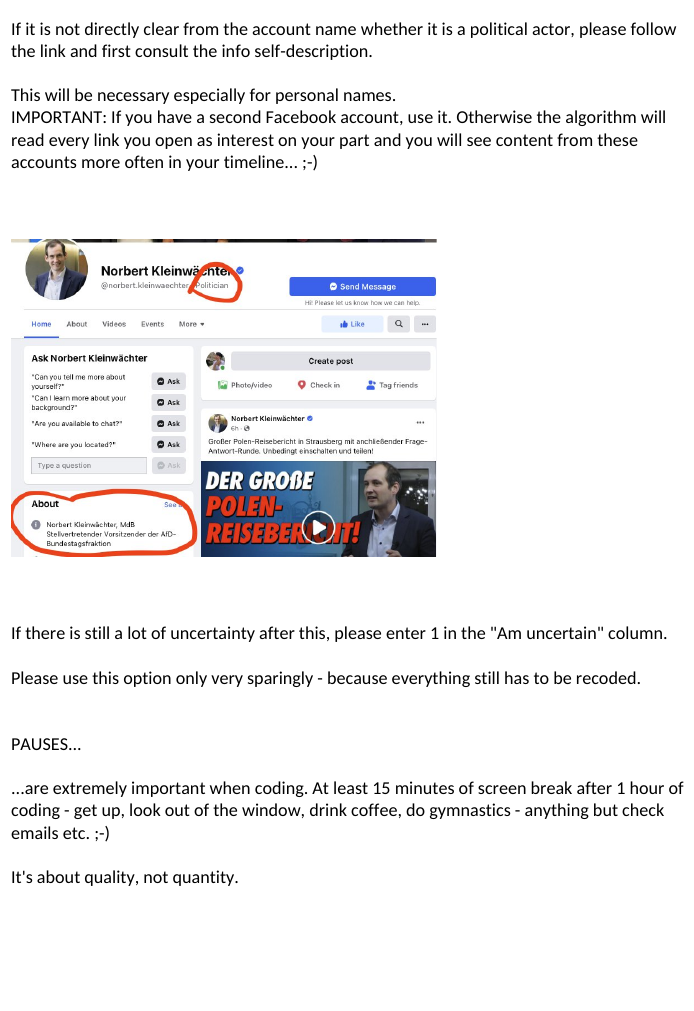 If it is not directly clear from the account name whether it is a political actor, please follow
the link and first consult the info self-description.
This will be necessary especially for personal names.
IMPORTANT: If you have a second Facebook account, use it. Otherwise the algorithm will
read every link you open as interest on your part and you will see content from these
accounts more often in your timeline... ;-)
Norbert Kleinwächter
@norbert.kleinwaechter · Politician
Send Message
Hi! Please let us know how we can help.
Home About Videos Events More
Like
Ask Norbert Kleinwächter
"Can you tell me more about
yourself?"
Ask
"Can I learn more about your
background?"
Ask
"Are you available to chat?"
Ask
"Where are you located?"
Ask
Type a question
Ask
About
See
Norbert Kleinwächter, MdB
Stellvertretender Vorsitzender der AfD-
Bundestagsfraktion
Create post
Photo/video Check in Tag friends
Norbert Kleinwächter
6h ·
Großer Polen-Reisebericht in Strausberg mit anchließender Frage-
Antwort-Runde. Unbedingt einschalten und teilen!
DER GROẞE
POLEN-
REISEBERICHT!
If there is still a lot of uncertainty after this, please enter 1 in the "Am uncertain" column.
Please use this option only very sparingly - because everything still has to be recoded.
PAUSES...
...are extremely important when coding. At least 15 minutes of screen break after 1 hour of
coding - get up, look out of the window, drink coffee, do gymnastics - anything but check
emails etc. ;-)
It's about quality, not quantity.